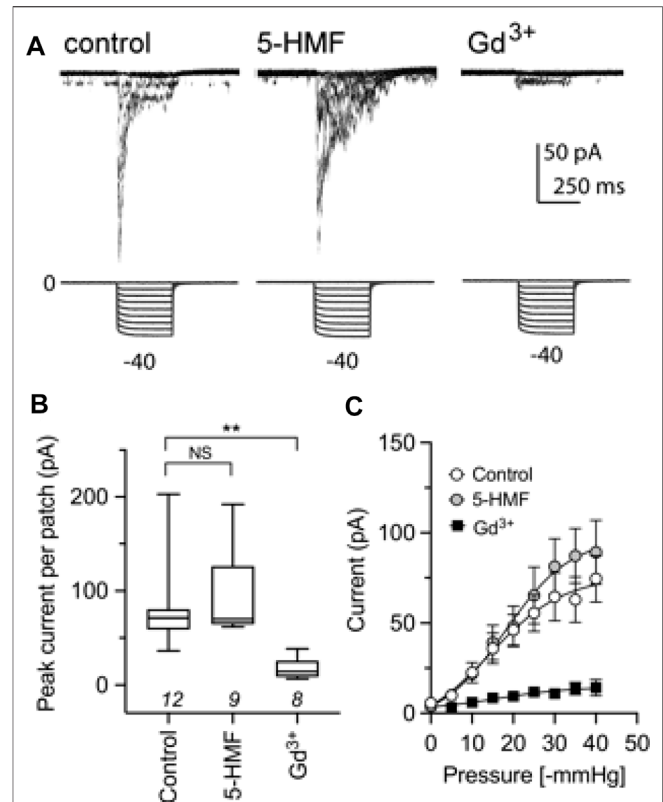 A
control 5-HMF Gd³⁺
50 pA
250 ms
0
-40 -40 -40
B
Peak current per patch (pA)
200
100
0
**
NS
12 9 8
Control 5-HMF Gd³⁺
C
Current (pA)
150
100
50
0
Control
5-HMF
Gd³⁺
0 10 20 30 40 50
Pressure [-mmHg]